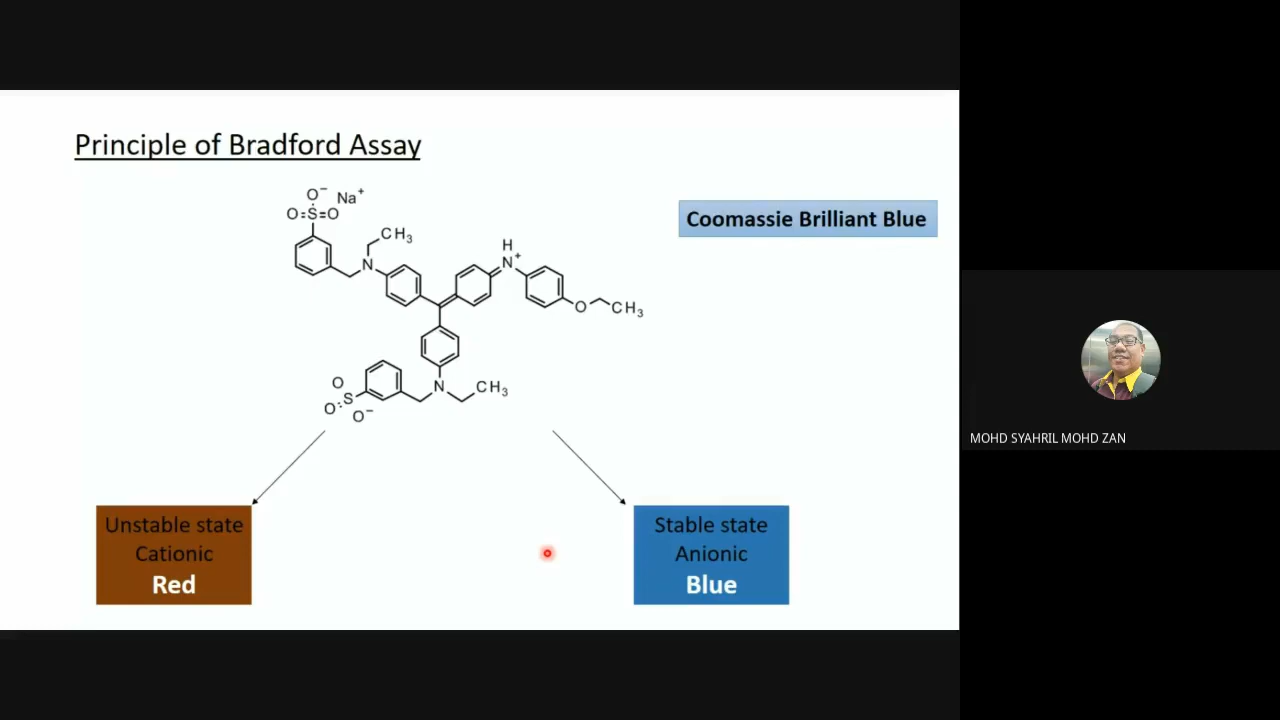 Principle of Bradford Assay
Coomassie Brilliant Blue
O⁻ Na⁺
O=S=O
CH₃
N
H
N⁺
O
CH₃
O
O=S
O⁻
N
CH₃
Unstable state
Cationic
Red
Stable state
Anionic
Blue
MOHD SYAHRIL MOHD ZAN